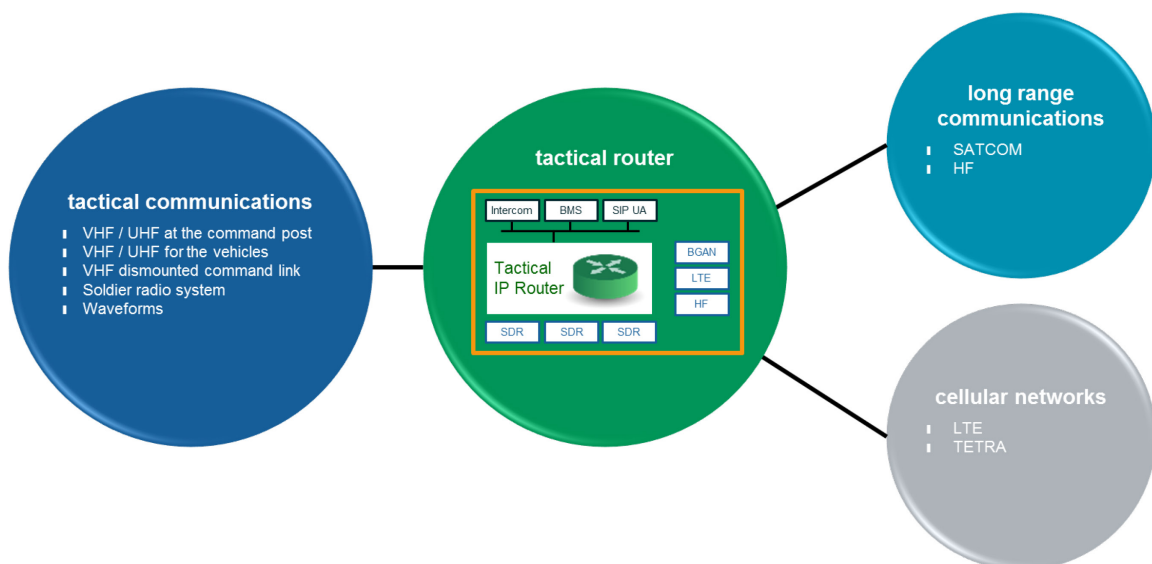 tactical communications
VHF / UHF at the command post
VHF / UHF for the vehicles
VHF dismounted command link
Soldier radio system
Waveforms
tactical router
Intercom
BMS
SIP UA
Tactical
IP Router
BGAN
LTE
HF
SDR
SDR
SDR
long range
communications
SATCOM
HF
cellular networks
LTE
TETRA